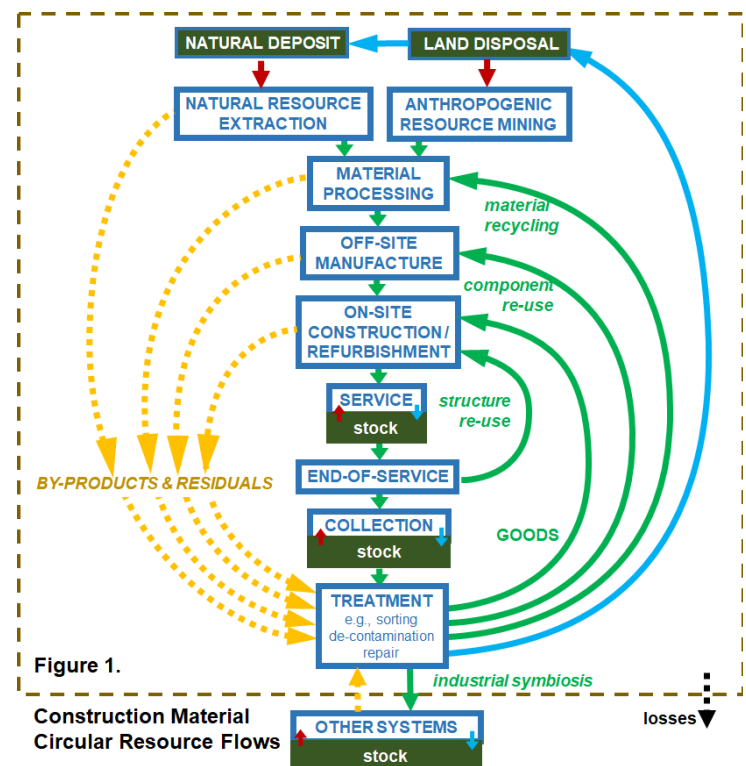 NATURAL DEPOSIT
LAND DISPOSAL
NATURAL RESOURCE
EXTRACTION
ANTHROPOGENIC
RESOURCE MINING
MATERIAL
PROCESSING
material
recycling
OFF-SITE
MANUFACTURE
component
re-use
ON-SITE
CONSTRUCTION /
REFURBISHMENT
SERVICE
stock
structure
re-use
END-OF-SERVICE
BY-PRODUCTS & RESIDUALS
COLLECTION
stock
GOODS
TREATMENT
e.g., sorting
de-contamination
repair
Figure 1.
industrial symbiosis
Construction Material
Circular Resource Flows
losses
OTHER SYSTEMS
stock